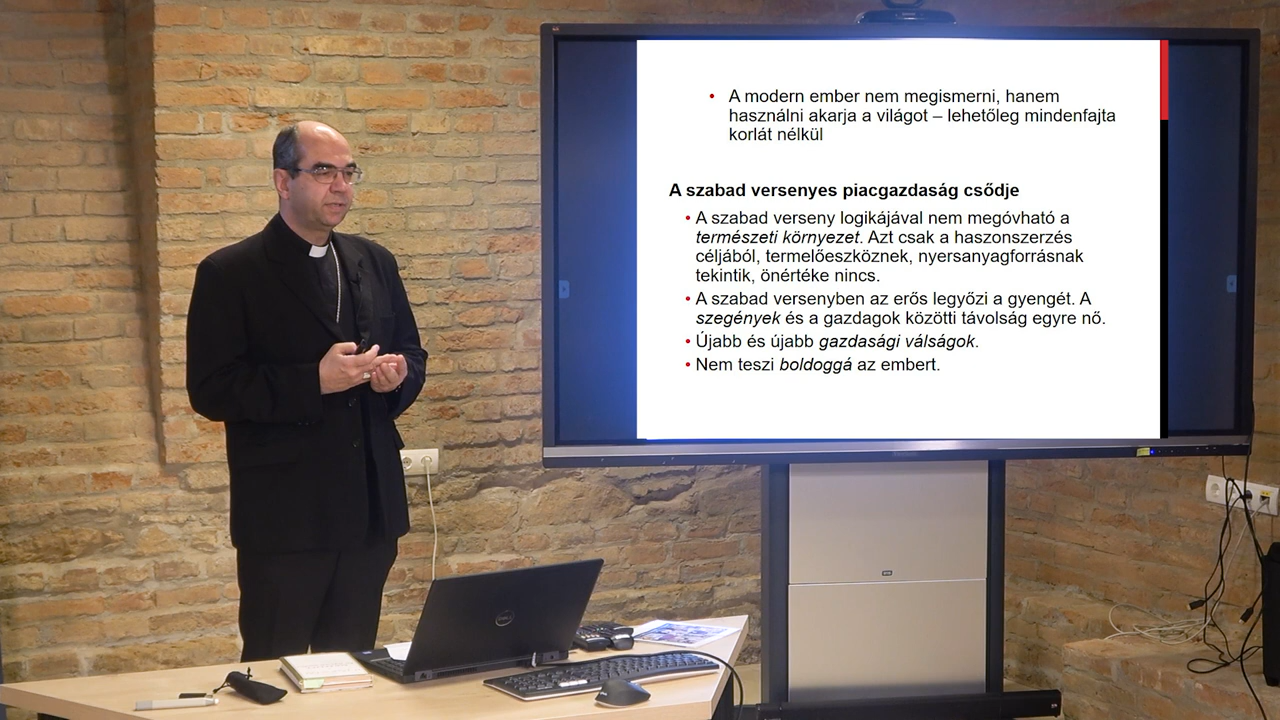 • A modern ember nem megismerni, hanem
használni akarja a világot – lehetőleg mindenfajta
korlát nélkül
A szabad versenyes piacgazdaság csődje
• A szabad verseny logikájával nem megóvható a
természeti környezet. Azt csak a haszonszerzés
céljából, termelőeszköznek, nyersanyagforrásnak
tekintik, önértéke nincs.
• A szabad versenyben az erős legyőzi a gyengét. A
szegények és a gazdagok közötti távolság egyre nő.
• Újabb és újabb gazdasági válságok.
• Nem teszi boldoggá az embert.
DELL